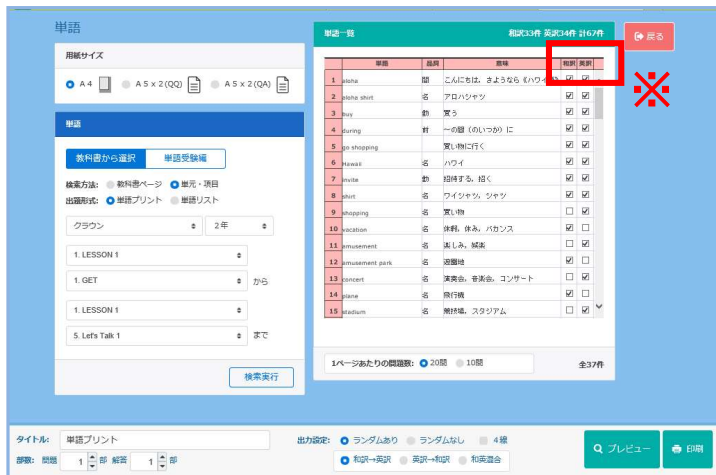 単語
用紙サイズ
A4 A5×2(QQ) A5×2(QA)
単語
教科書から選択 単語受験編
検索方法: 教科書ページ 単元・項目
出題形式: 単語プリント 単語リスト
クラウン 2年
1. LESSON 1
1. GET から
1. LESSON 1
5. Let's Talk 1 まで
検索実行
単語一覧 和訳33件 英訳34件 計67件
単語 品詞 意味 和訳 英訳
1 aloha 間 こんにちは、さようなら《ハワイ
2 aloha shirt 名 アロハシャツ
3 buy 動 買う
4 during 前 〜の間（のいつか）に
5 go shopping 買い物に行く
6 Hawaii 名 ハワイ
7 invite 動 招待する、招く
8 shirt 名 ワイシャツ、シャツ
9 shopping 名 買い物
10 vacation 名 休暇、休み、バカンス
11 amusement 名 楽しみ、娯楽
12 amusement park 名 遊園地
13 concert 名 演奏会、音楽会、コンサート
14 plane 名 飛行機
15 stadium 名 競技場、スタジアム
1ページあたりの問題数: 20問 10問 全37件
戻る
※
タイトル: 単語プリント
部数: 問題 1 部 解答 1 部
出力設定: ランダムあり ランダムなし 4線
和訳→英訳 英訳→和訳 和英混合
プレビュー 印刷